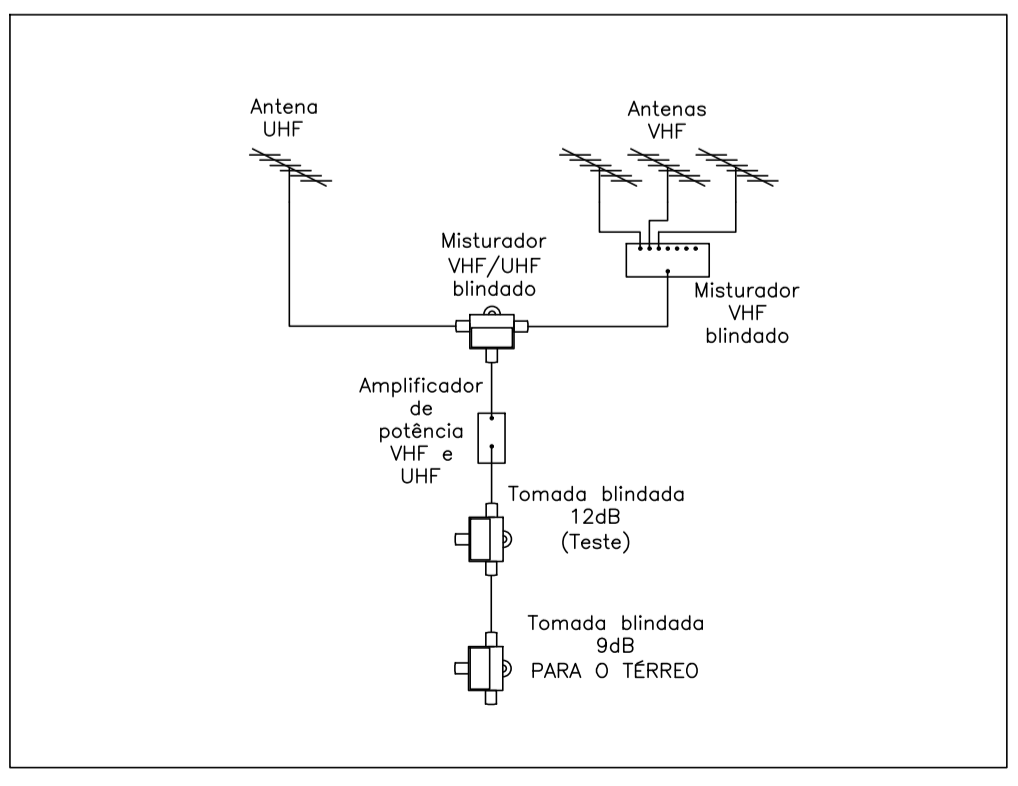 Antena
UHF
Antenas
VHF
Misturador
VHF/UHF
blindado
Misturador
VHF
blindado
Amplificador
de
potência
VHF e
UHF
Tomada blindada
12dB
(Teste)
Tomada blindada
9dB
PARA O TÉRREO